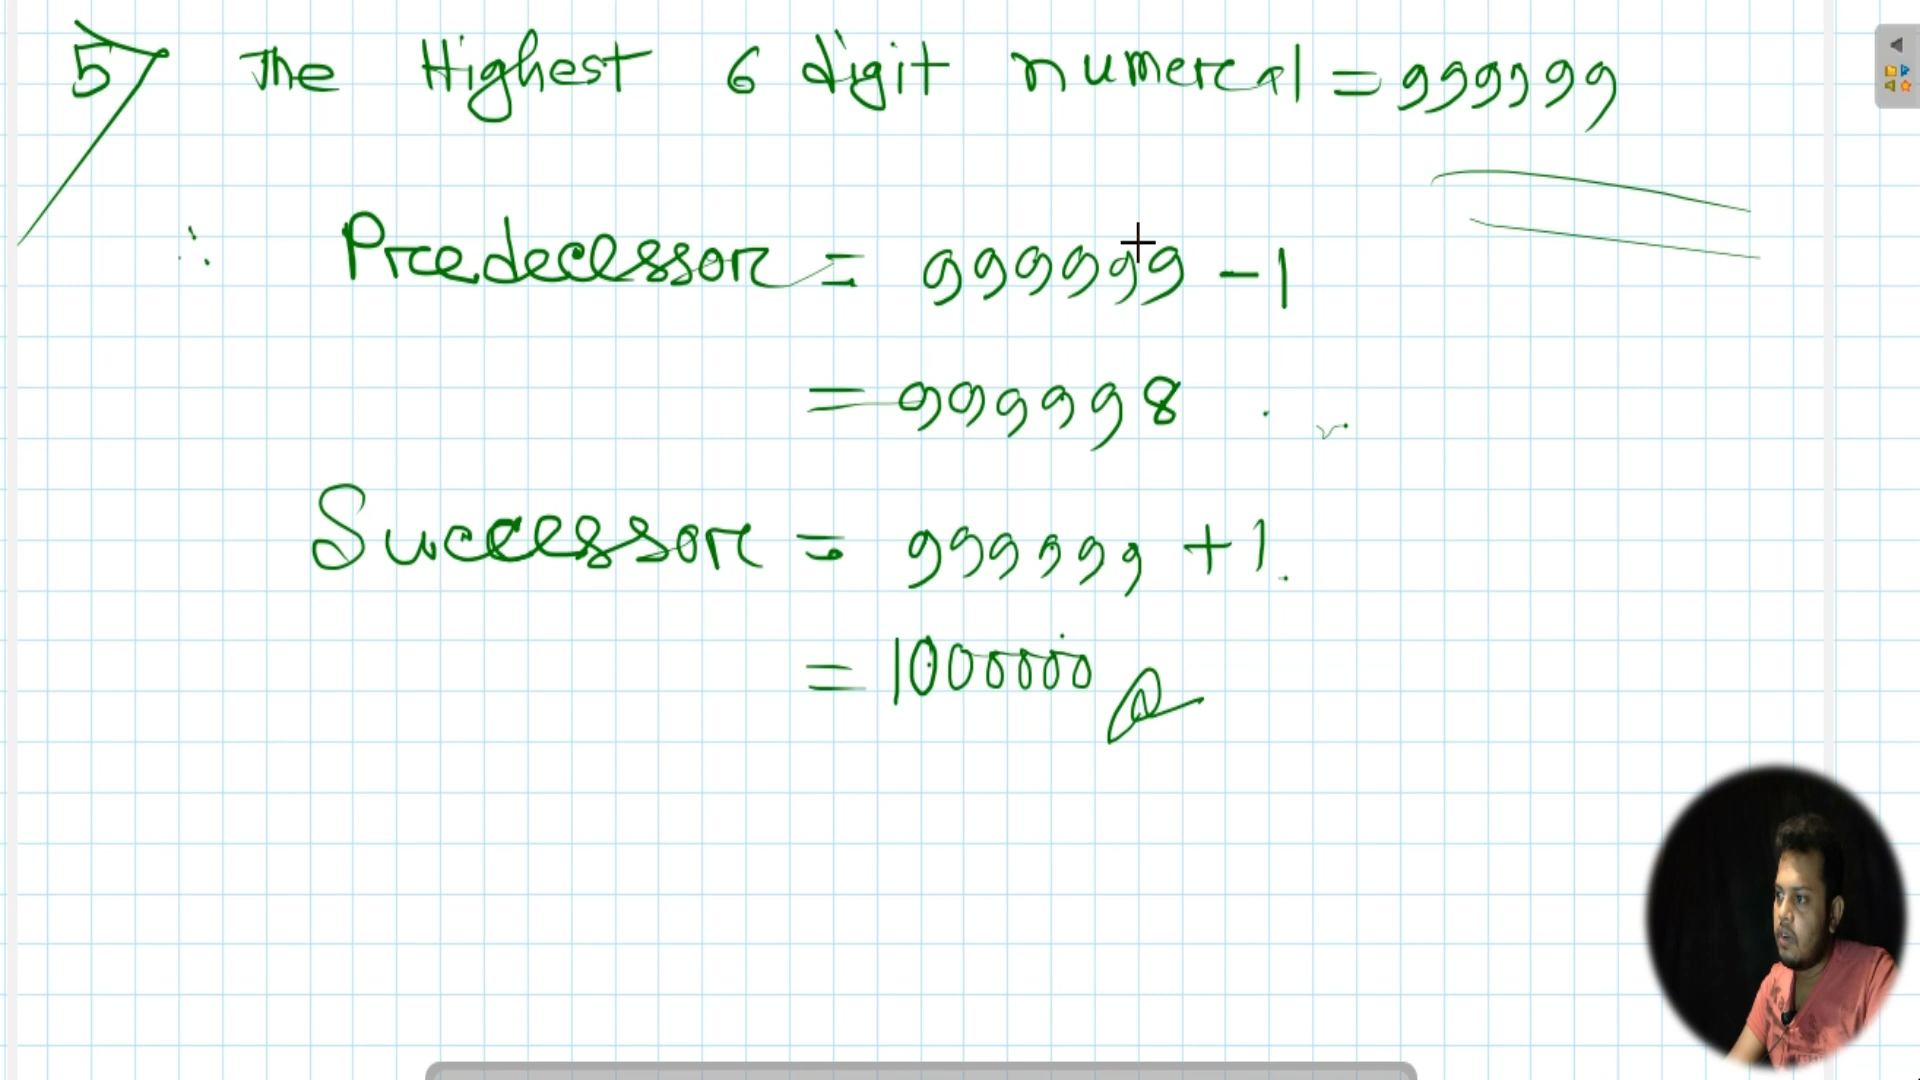 5 The Highest 6 digit numercal = 999999
∴ Predecessor = 999999 - 1
= 999998
Successor = 999999 + 1
= 1000000